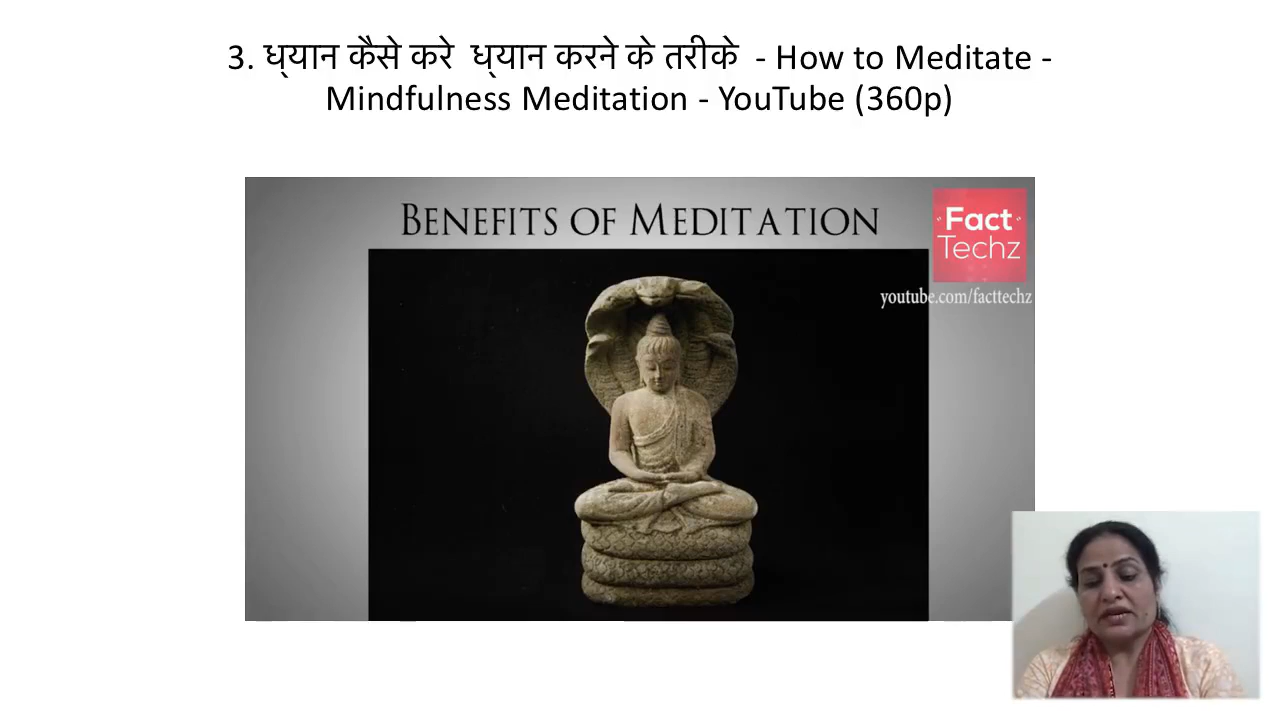 3. ध्यान कैसे करे  ध्यान करने के तरीके  - How to Meditate -
Mindfulness Meditation - YouTube (360p)
BENEFITS OF MEDITATION
Fact
Techz
youtube.com/facttechz